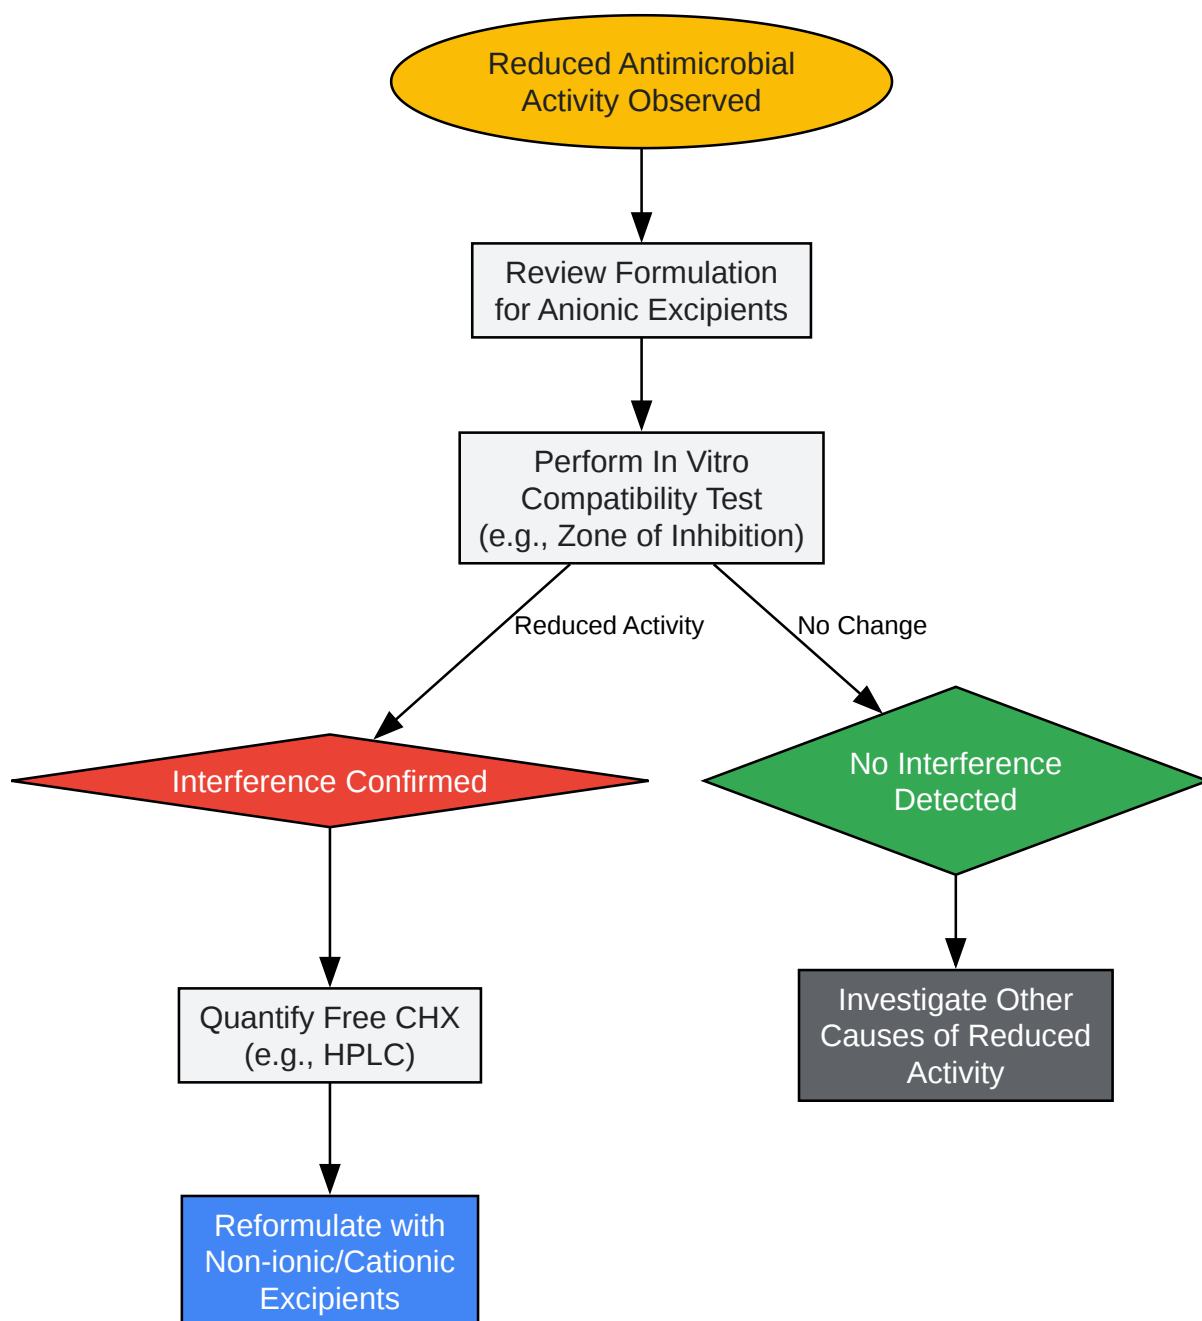 Reduced Antimicrobial
Activity Observed
Review Formulation
for Anionic Excipients
Perform In Vitro
Compatibility Test
(e.g., Zone of Inhibition)
Reduced Activity
No Change
Interference Confirmed
No Interference
Detected
Quantify Free CHX
(e.g., HPLC)
Investigate Other
Causes of Reduced
Activity
Reformulate with
Non-ionic/Cationic
Excipients